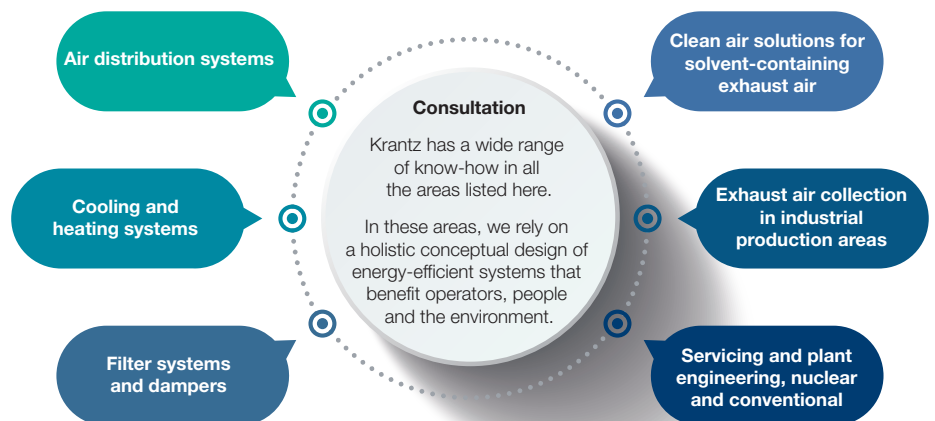 Air distribution systems
Cooling and
heating systems
Filter systems
and dampers
Consultation
Krantz has a wide range
of know-how in all
the areas listed here.
In these areas, we rely on
a holistic conceptual design of
energy-efficient systems that
benefit operators, people
and the environment.
Clean air solutions for
solvent-containing
exhaust air
Exhaust air collection
in industrial
production areas
Servicing and plant
engineering, nuclear
and conventional